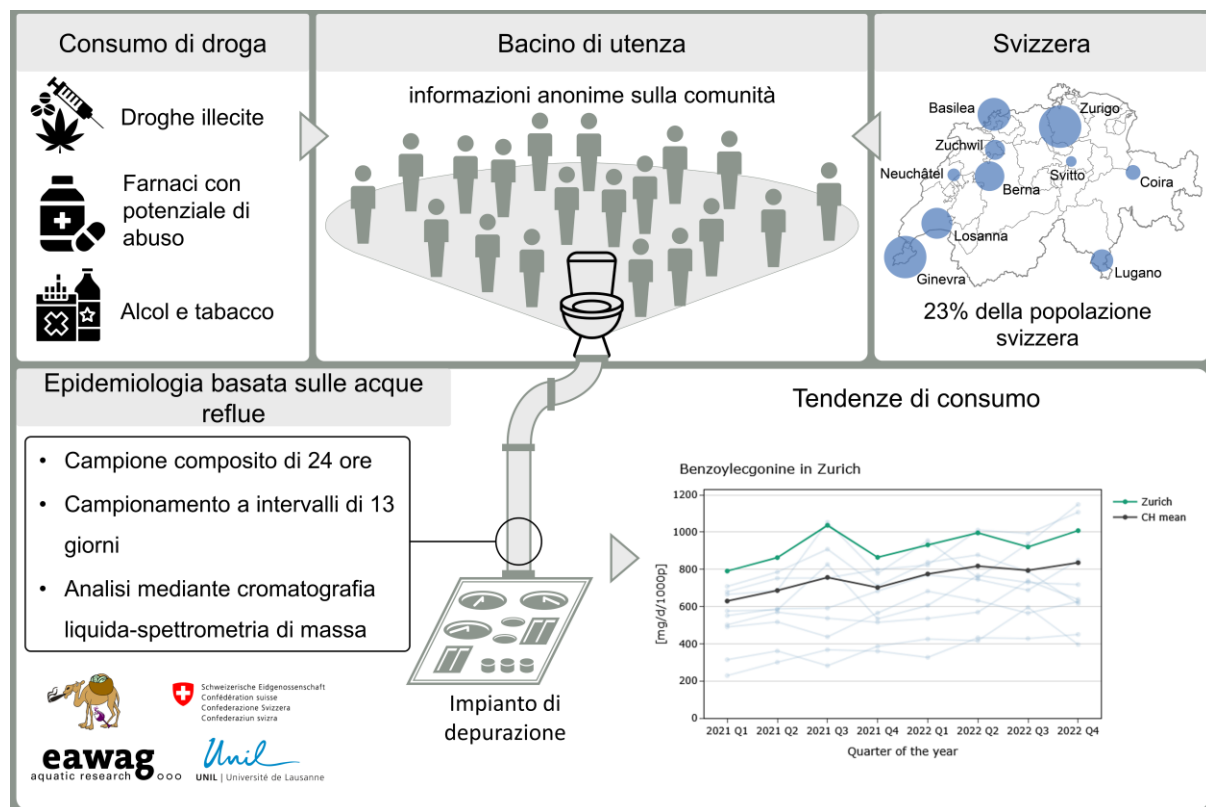 Consumo di droga
Droghe illecite
Farmaci con
potenziale di
abuso
Alcol e tabacco
Bacino di utenza
informazioni anonime sulla comunità
Svizzera
Basilea
Zurigo
Zuchwil
Neuchâtel
Berna
Svitto
Coira
Losanna
Ginevra
Lugano
23% della popolazione
svizzera
Epidemiologia basata sulle acque
reflue
• Campione composito di 24 ore
• Campionamento a intervalli di 13
giorni
• Analisi mediante cromatografia
liquida-spettrometria di massa
Schweizerische Eidgenossenschaft
Confédération suisse
Confederazione Svizzera
Confederaziun svizra
eawag
aquatic research
Unil
UNIL | Université de Lausanne
Impianto di
depurazione
Tendenze di consumo
Benzoylecgonine in Zurich
[mg/d/1000p]
1200
1000
800
600
400
200
0
2021 Q1 2021 Q2 2021 Q3 2021 Q4 2022 Q1 2022 Q2 2022 Q3 2022 Q4
Quarter of the year
Zurich
CH mean